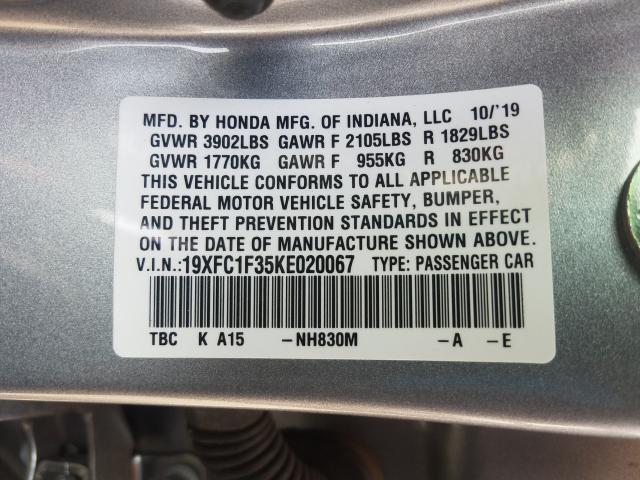 MFD. BY HONDA MFG. OF INDIANA, LLC 10/'19
GVWR 3902LBS GAWR F 2105LBS R 1829LBS
GVWR 1770KG GAWR F 955KG R 830KG
THIS VEHICLE CONFORMS TO ALL APPLICABLE
FEDERAL MOTOR VEHICLE SAFETY, BUMPER,
AND THEFT PREVENTION STANDARDS IN EFFECT
ON THE DATE OF MANUFACTURE SHOWN ABOVE.
V.I.N.:19XFC1F35KE020067 TYPE: PASSENGER CAR
TBC K A15 -NH830M -A -E